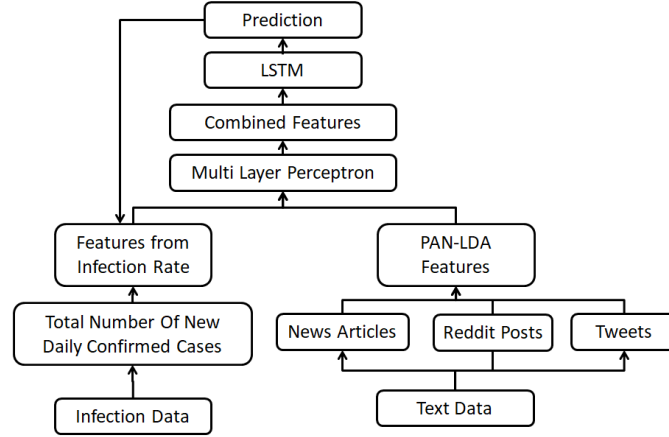 Prediction
LSTM
Combined Features
Multi Layer Perceptron
Features from
Infection Rate
PAN-LDA
Features
Total Number Of New
Daily Confirmed Cases
News Articles
Reddit Posts
Tweets
Infection Data
Text Data